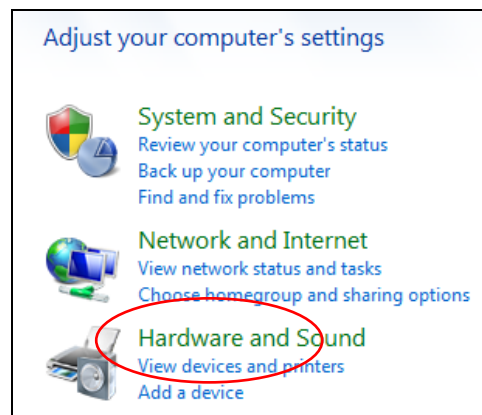 Adjust your computer's settings
System and Security
Review your computer's status
Back up your computer
Find and fix problems
Network and Internet
View network status and tasks
Choose homegroup and sharing options
Hardware and Sound
View devices and printers
Add a device